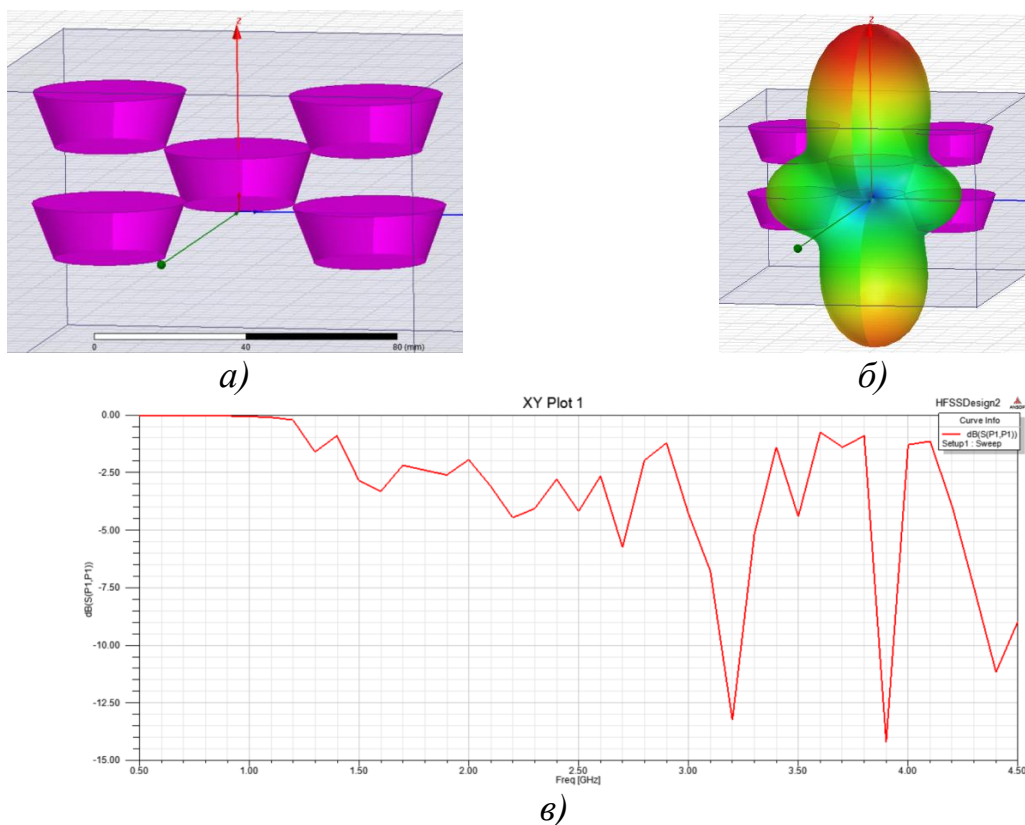 z
0
40
80 (mm)
z
а)
б)
XY Plot 1
HFSSDesign2
Curve Info
dB(S(P1,P1))
Setup1 : Sweep
0.00
-2.50
-5.00
-7.50
-10.00
-12.50
-15.00
dB(S(P1,P1))
0.50
1.00
1.50
2.00
2.50
3.00
3.50
4.00
4.50
Freq [GHz]
в)